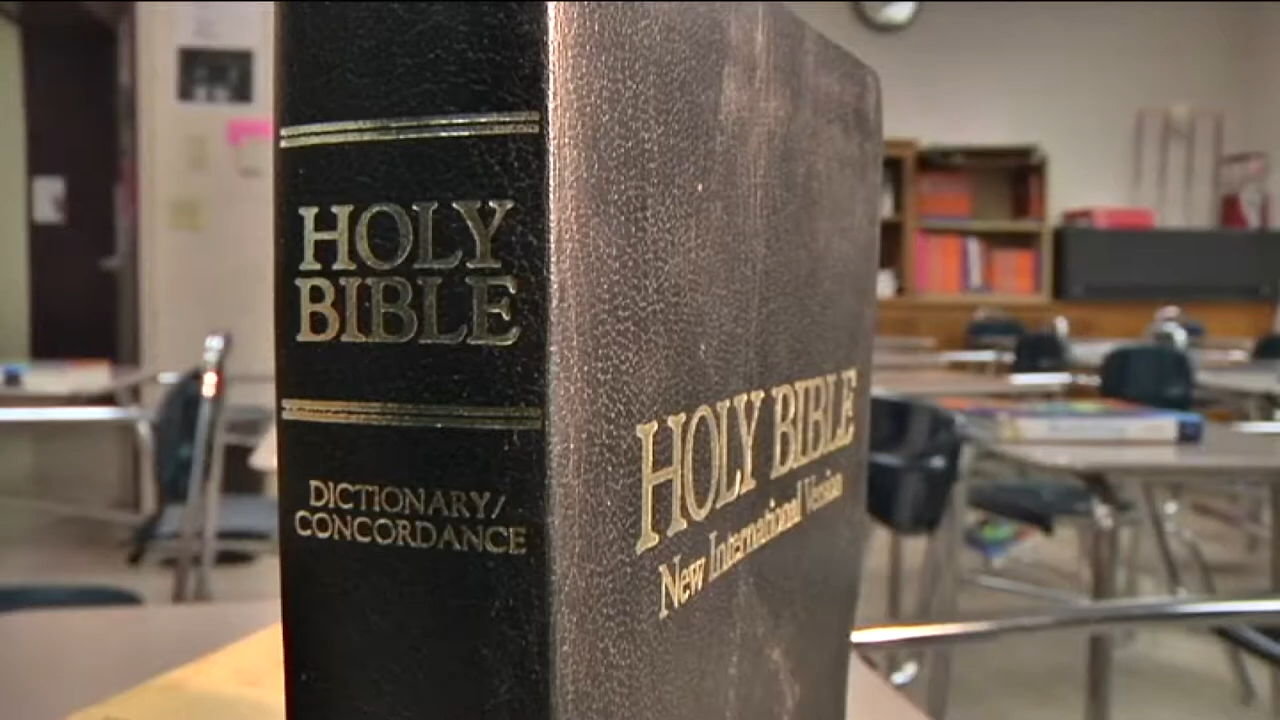 HOLY
BIBLE
DICTIONARY/
CONCORDANCE
HOLY BIBLE
New International Version